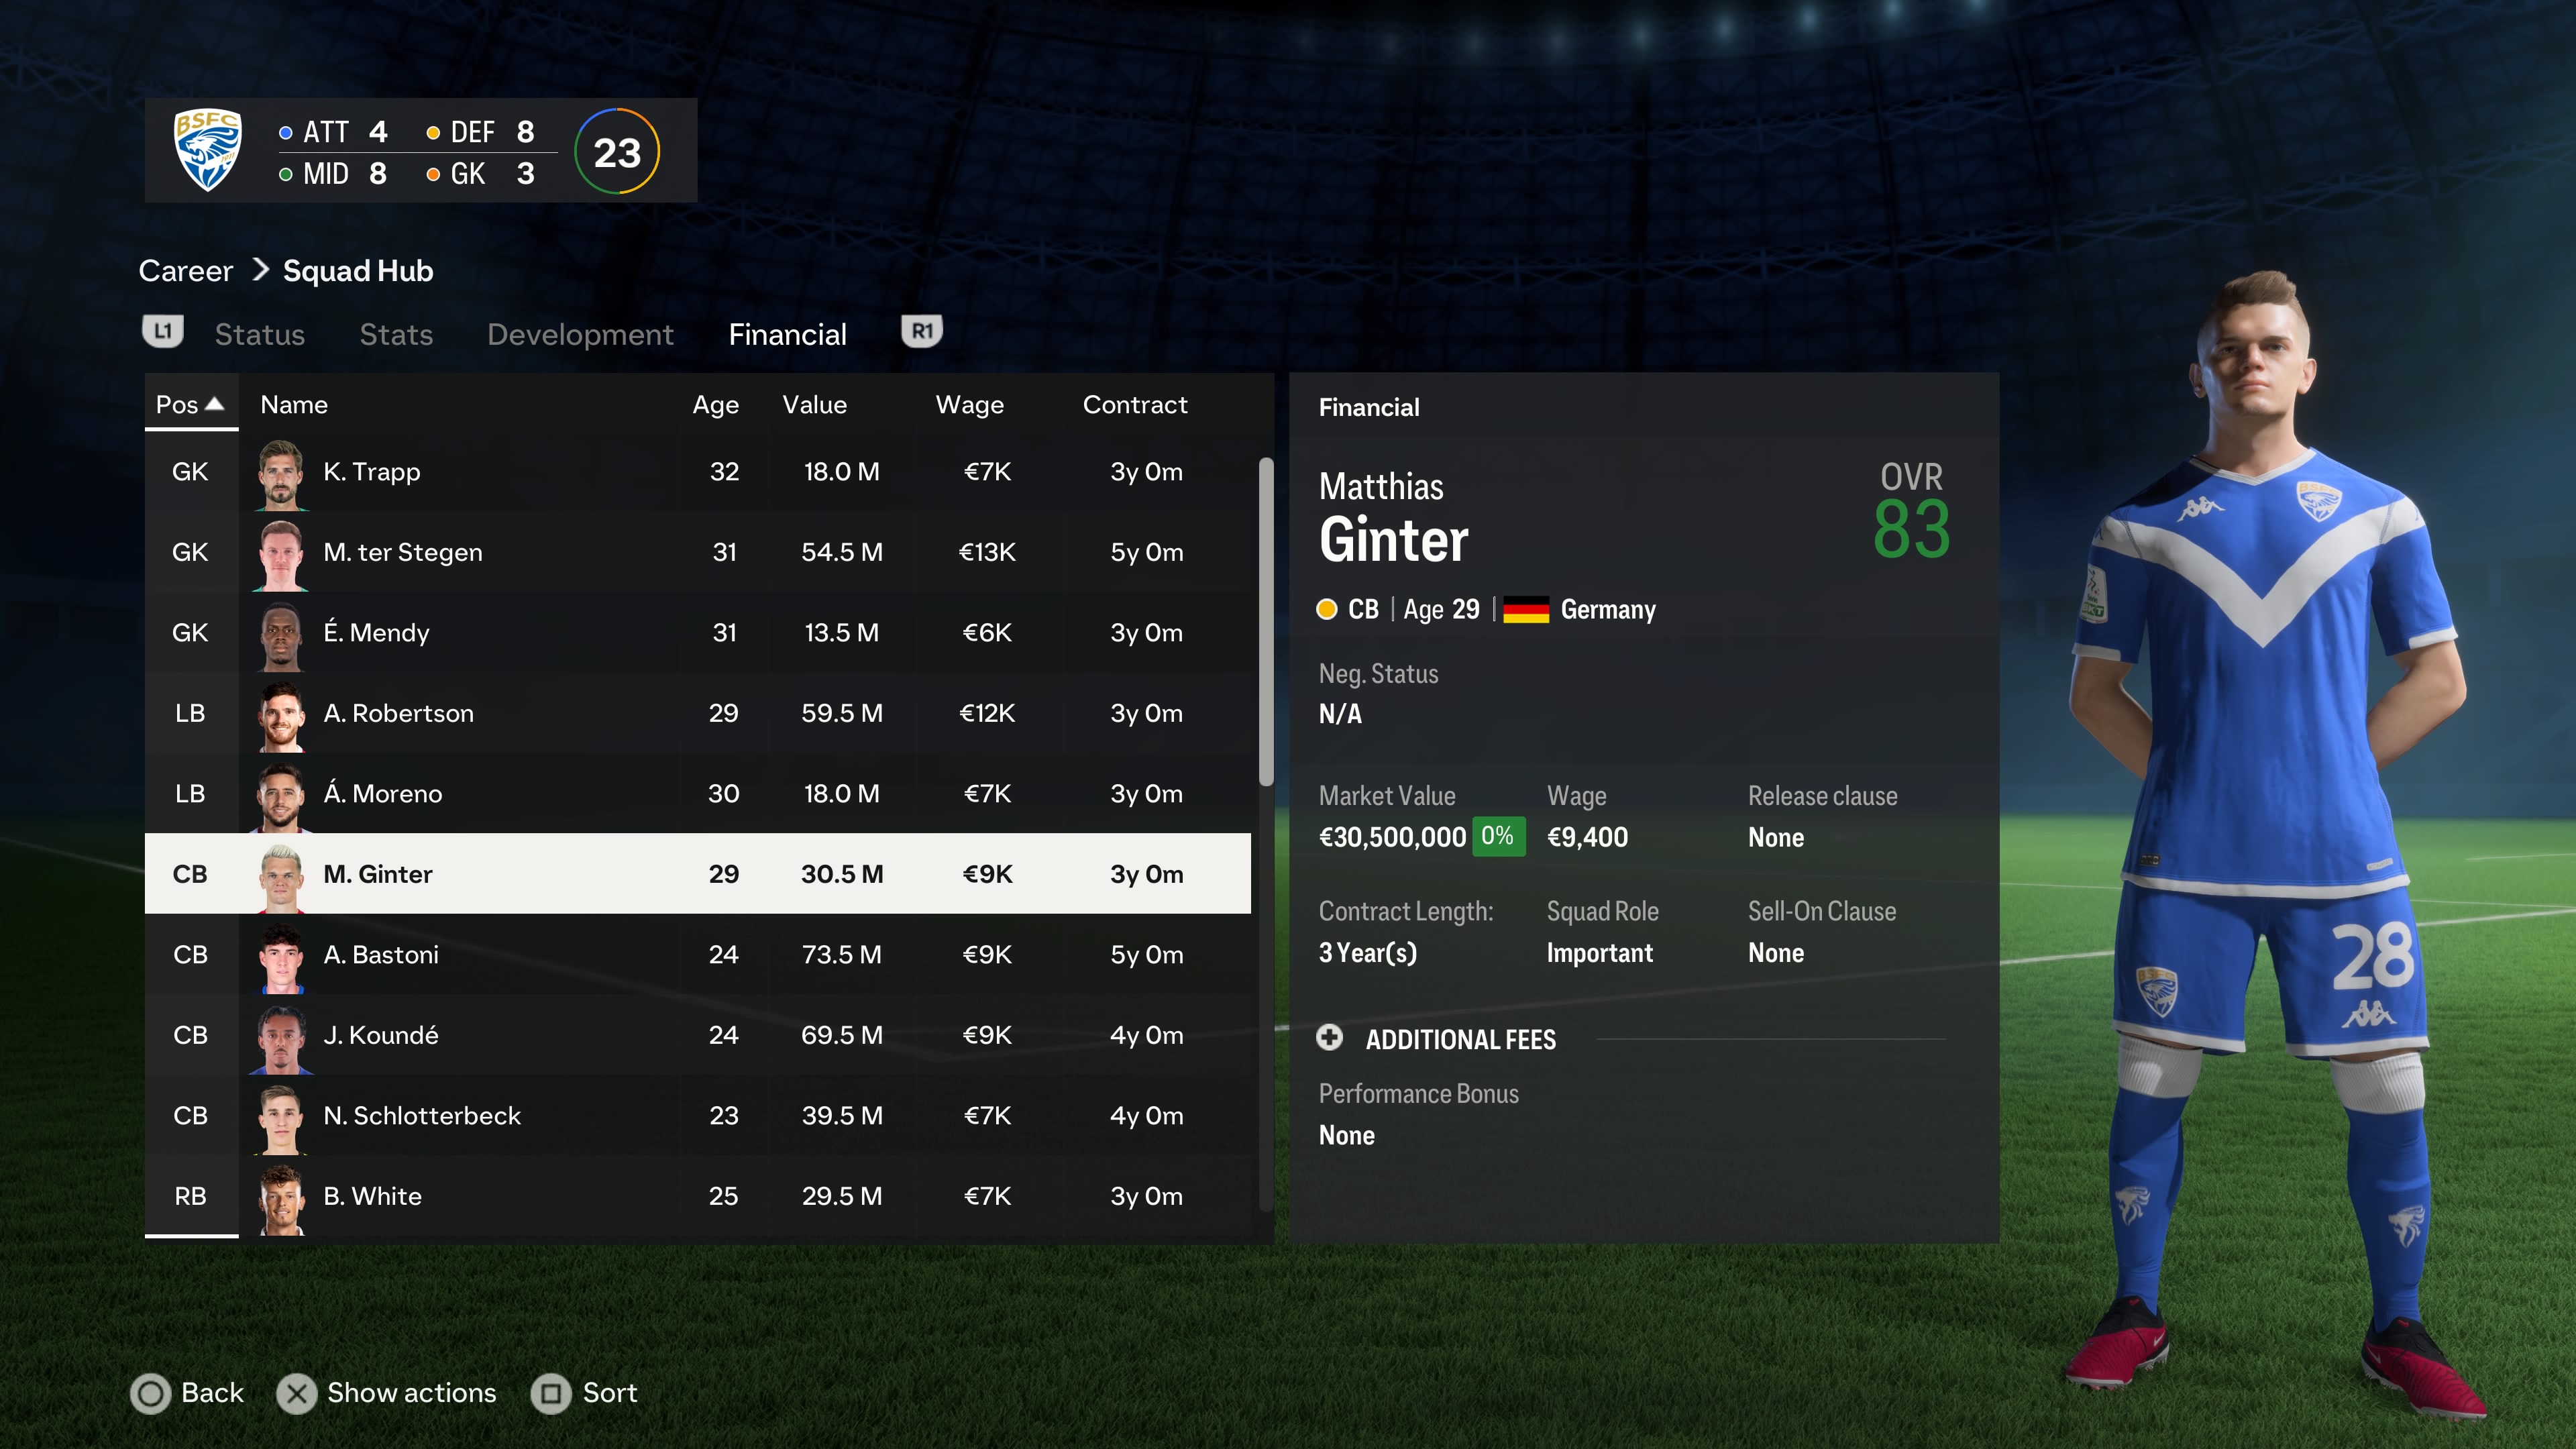 BSFC
ATT 4 DEF 8
MID 8 GK 3
23
Career > Squad Hub
L1 Status Stats Development Financial R1
Pos Name Age Value Wage Contract
GK K. Trapp 32 18.0 M €7K 3y 0m
GK M. ter Stegen 31 54.5 M €13K 5y 0m
GK É. Mendy 31 13.5 M €6K 3y 0m
LB A. Robertson 29 59.5 M €12K 3y 0m
LB Á. Moreno 30 18.0 M €7K 3y 0m
CB M. Ginter 29 30.5 M €9K 3y 0m
CB A. Bastoni 24 73.5 M €9K 5y 0m
CB J. Koundé 24 69.5 M €9K 4y 0m
CB N. Schlotterbeck 23 39.5 M €7K 4y 0m
RB B. White 25 29.5 M €7K 3y 0m
Financial
Matthias
Ginter
OVR
83
CB | Age 29 | Germany
Neg. Status
N/A
Market Value Wage Release clause
€30,500,000 0% €9,400 None
Contract Length: Squad Role Sell-On Clause
3 Year(s) Important None
ADDITIONAL FEES
Performance Bonus
None
BSFC
28
Back Show actions Sort